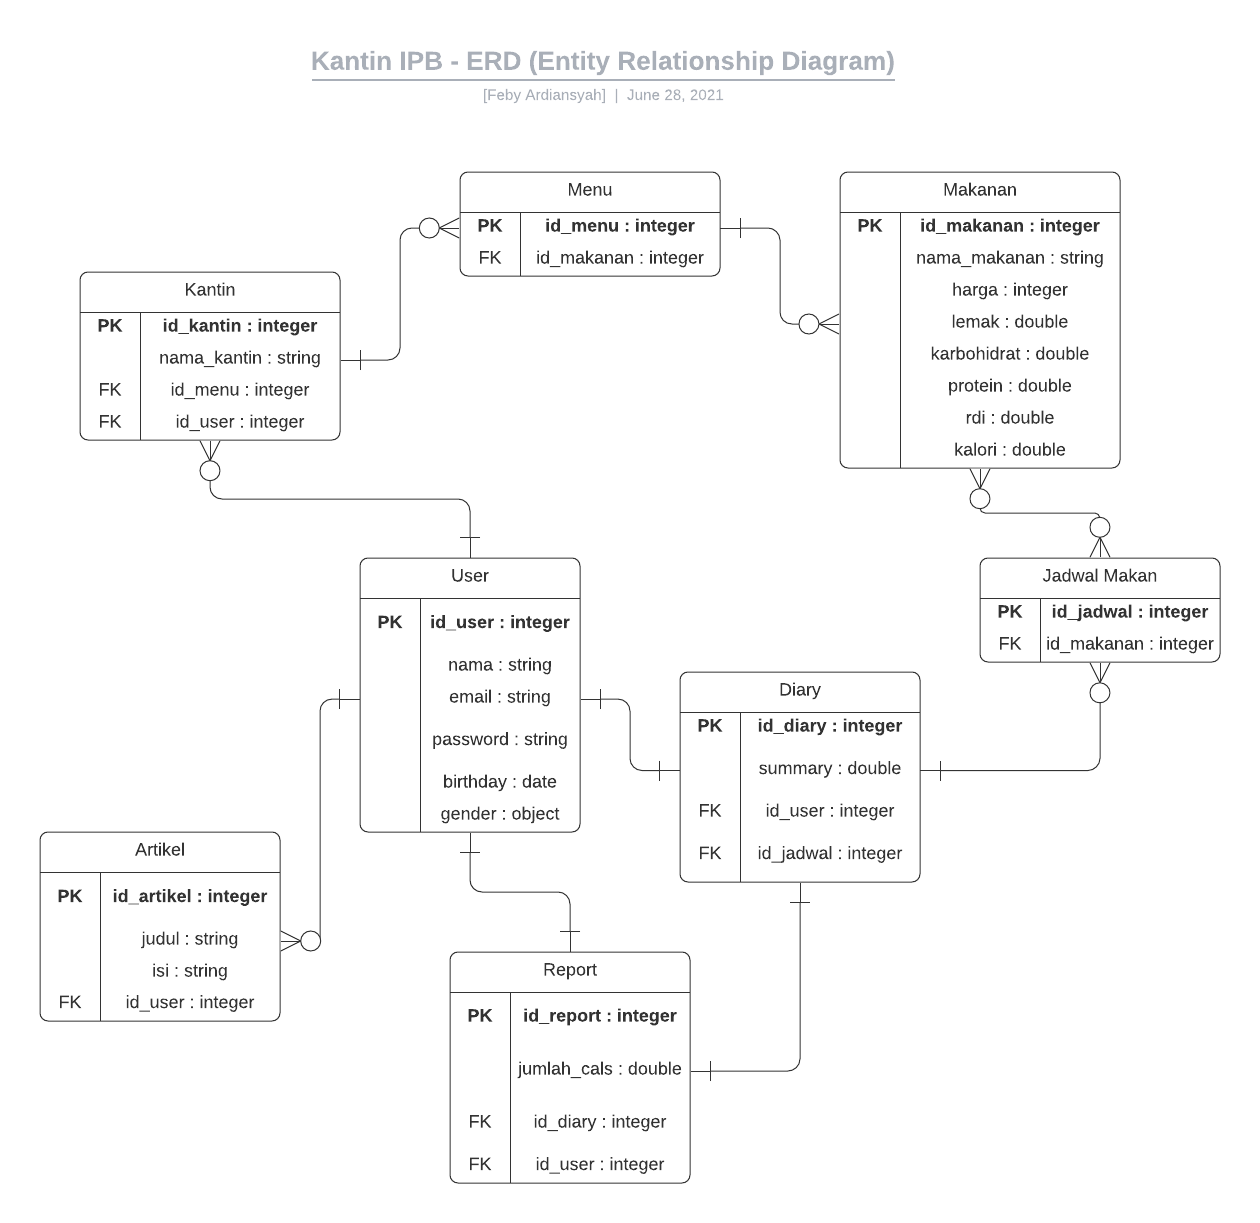 Kantin IPB - ERD (Entity Relationship Diagram)
[Feby Ardiansyah] | June 28, 2021
Menu
PK id_menu : integer
FK id_makanan : integer
Makanan
PK id_makanan : integer
nama_makanan : string
harga : integer
lemak : double
karbohidrat : double
protein : double
rdi : double
kalori : double
Kantin
PK id_kantin : integer
nama_kantin : string
FK id_menu : integer
FK id_user : integer
User
PK id_user : integer
nama : string
email : string
password : string
birthday : date
gender : object
Jadwal Makan
PK id_jadwal : integer
FK id_makanan : integer
Diary
PK id_diary : integer
summary : double
FK id_user : integer
FK id_jadwal : integer
Artikel
PK id_artikel : integer
judul : string
isi : string
FK id_user : integer
Report
PK id_report : integer
jumlah_cals : double
FK id_diary : integer
FK id_user : integer